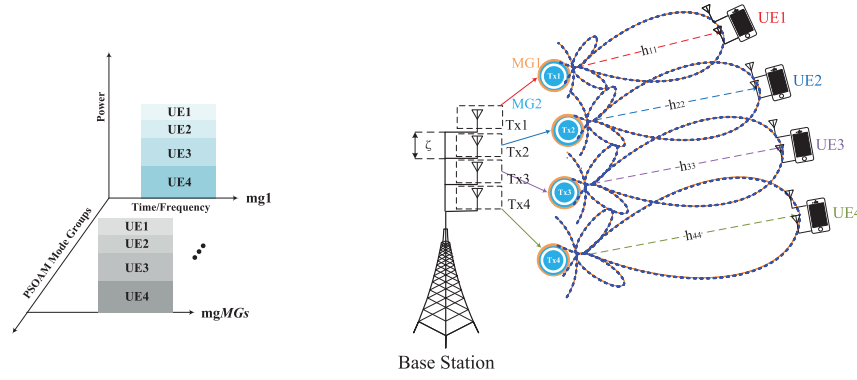 Power
UE1
UE2
UE3
UE4
mg1
Time/Frequency
PSOAM Mode Groups
UE1
UE2
UE3
UE4
mgMGs
ζ
Tx1
Tx2
Tx3
Tx4
Base Station
MG1
MG2
Tx1
Tx2
Tx3
Tx4
h11
h22
h33
h44
UE1
UE2
UE3
UE4